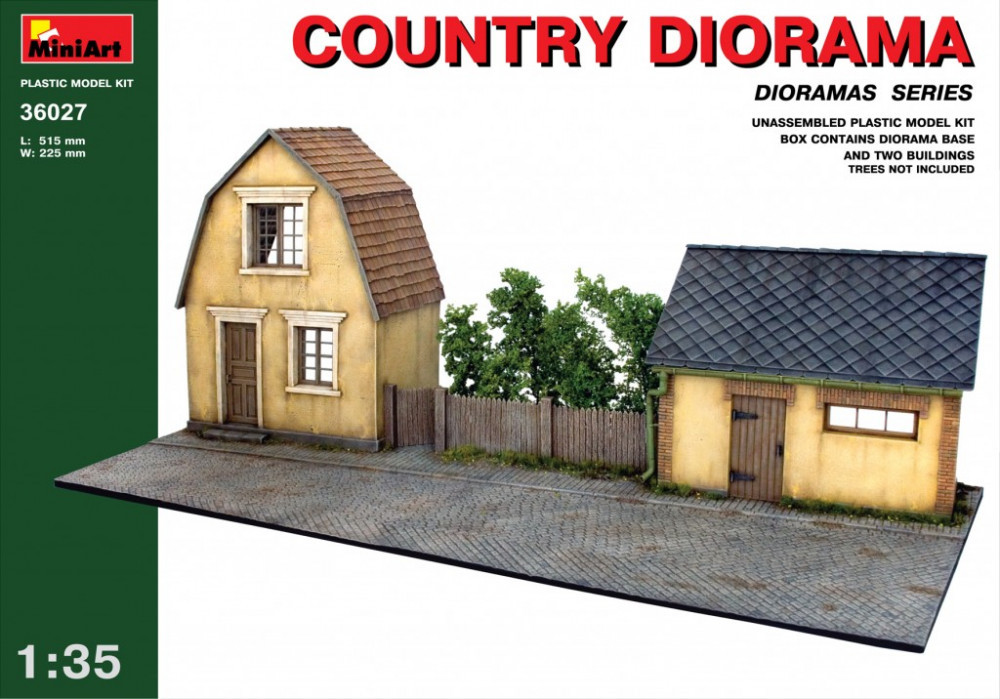 MiniArt
PLASTIC MODEL KIT
36027
L: 515 mm
W: 225 mm
COUNTRY DIORAMA
DIORAMAS SERIES
UNASSEMBLED PLASTIC MODEL KIT
BOX CONTAINS DIORAMA BASE
AND TWO BUILDINGS
TREES NOT INCLUDED
1:35